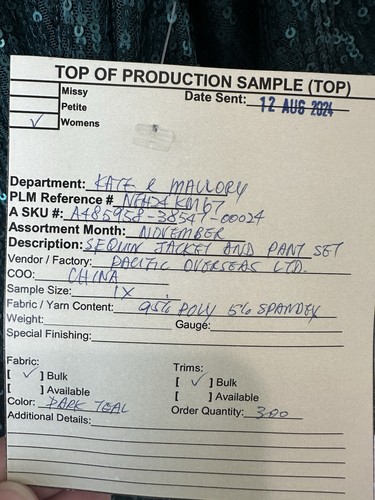 TOP OF PRODUCTION SAMPLE (TOP)
Missy
Petite
Womens
Date Sent: 12 AUG 2024
Department: KATE & MALLORY
PLM Reference # NEH24KM67
A SKU #: A485958-38547-00024
Assortment Month: NOVEMBER
Description: SEQUIN JACKET AND PANT SET
Vendor / Factory: PACIFIC OVERSEAS LTD.
COO: CHINA
Sample Size: 1X
Fabric / Yarn Content: 95% POLY 5% SPANDEX
Weight: Gauge:
Special Finishing:
Fabric: Trims:
[ ✓ ] Bulk [ ✓ ] Bulk
[ ] Available [ ] Available
Color: DARK TEAL Order Quantity: 300
Additional Details: